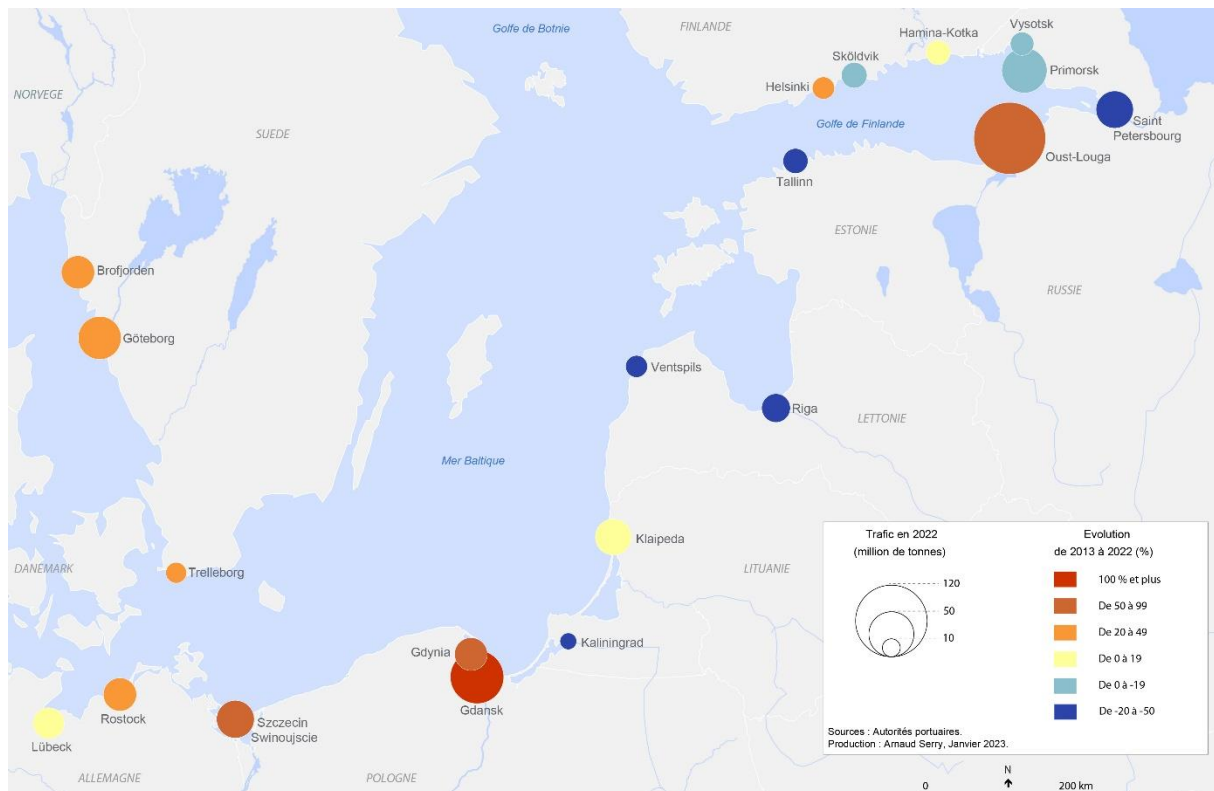 Golfe de Botnie
FINLANDE
Hamina-Kotka
Vysotsk
Sköldvik
Primorsk
NORVEGE
Helsinki
SUEDE
Golfe de Finlande
Saint
Petersbourg
Oust-Louga
Tallinn
ESTONIE
Brofjorden
RUSSIE
Göteborg
Ventspils
Riga
LETTONIE
Mer Baltique
Klaipeda
DANEMARK
Trelleborg
LITUANIE
Gdynia
Kaliningrad
Gdansk
Rostock
Szczecin
Swinoujscie
Lübeck
ALLEMAGNE
POLOGNE
Trafic en 2022
(million de tonnes)
120
50
10
Evolution
de 2013 à 2022 (%)
100 % et plus
De 50 à 99
De 20 à 49
De 0 à 19
De 0 à -19
De -20 à -50
Sources : Autorités portuaires.
Production : Arnaud Serry, Janvier 2023.
N
0 200 km